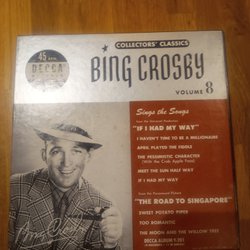 COLLECTORS' CLASSICS
45 RPM
DECCA
BING CROSBY
VOLUME 8
Sings the Songs
from the Universal Production
"IF I HAD MY WAY"
I HAVEN'T TIME TO BE A MILLIONAIRE
APRIL PLAYED THE FIDDLE
THE PESSIMISTIC CHARACTER
(With the Crab Apple Face)
MEET THE SUN HALF WAY
IF I HAD MY WAY
from the Paramount Picture
"THE ROAD TO SINGAPORE"
SWEET POTATO PIPER
TOO ROMANTIC
THE MOON AND THE WILLOW TREE
DECCA ALBUM 9-201
Bing Crosby